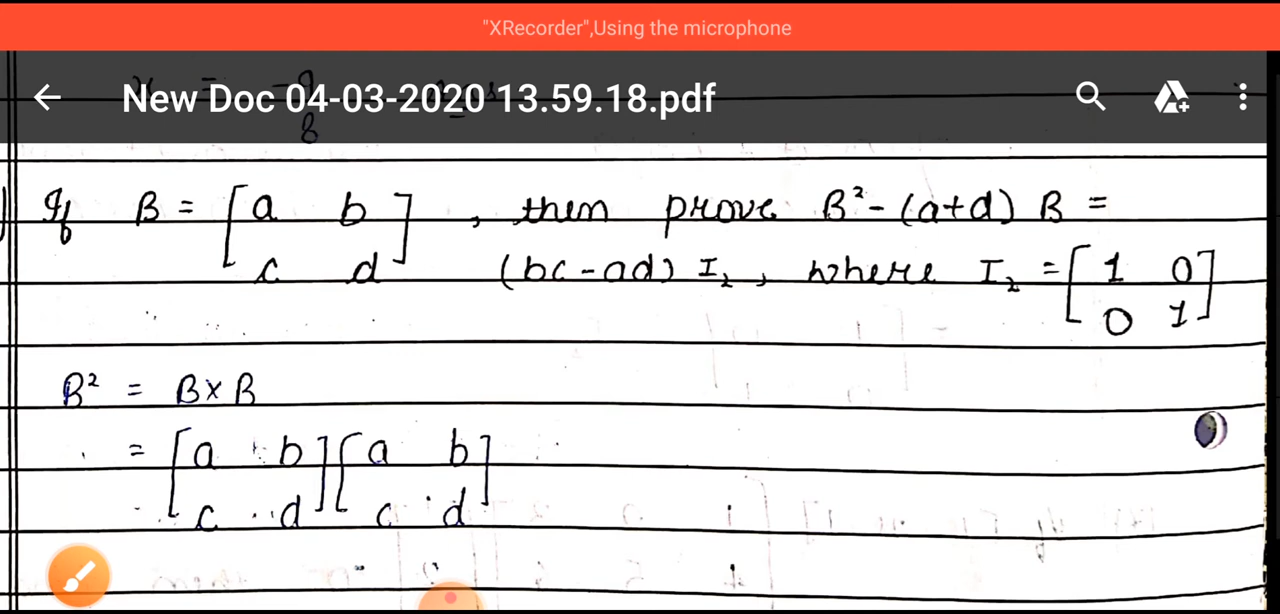 "XRecorder",Using the microphone
New Doc 04-03-2020 13.59.18.pdf
8
If B = [a b
c d] , then prove B² - (a+d) B =
(bc - ad) I₂ , where I₂ = [1 0
0 1]
B² = B × B
= [a b
c d] [a b
c d]